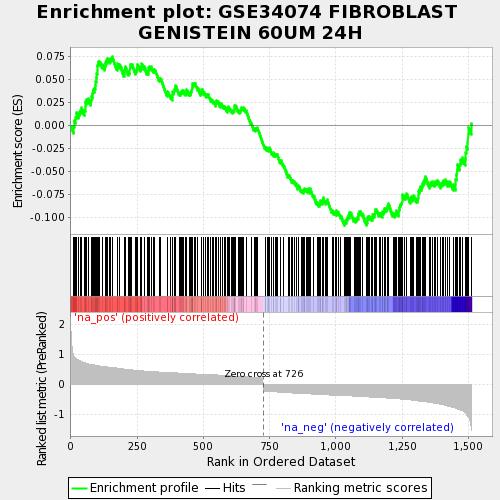 Enrichment plot: GSE34074 FIBROBLAST
GENISTEIN 60UM 24H
Enrichment score (ES)
0.075
0.050
0.025
0.000
-0.025
-0.050
-0.075
-0.100
'na_pos' (positively correlated)
Ranked list metric (PreRanked)
2
1
0
-1
Zero cross at 726
'na_neg' (negatively correlated)
0
250
500
750
1,000
1,250
1,500
Rank in Ordered Dataset
Enrichment profile
Hits
Ranking metric scores